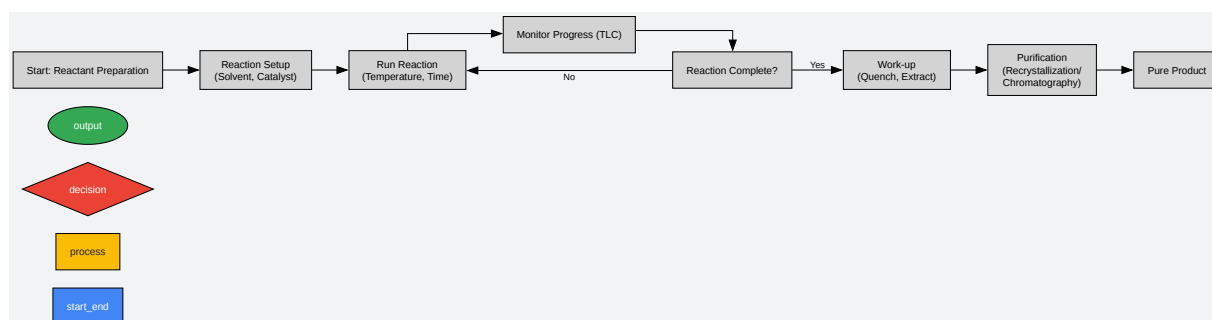 Start: Reactant Preparation
Reaction Setup
(Solvent, Catalyst)
Run Reaction
(Temperature, Time)
Monitor Progress (TLC)
No
Reaction Complete?
Yes
Work-up
(Quench, Extract)
Purification
(Recrystallization/
Chromatography)
Pure Product
output
decision
process
start_end